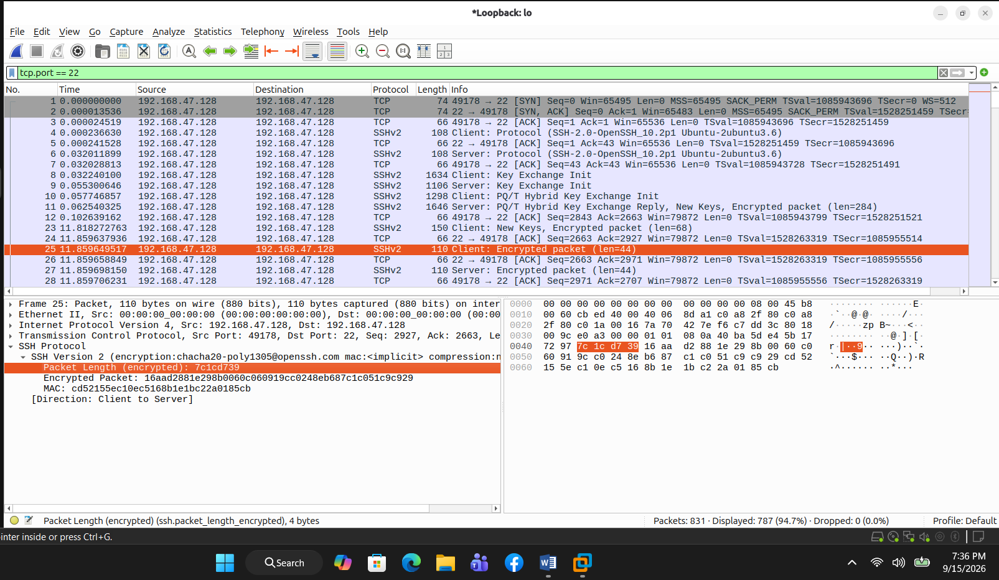 *Loopback: lo
File Edit View Go Capture Analyze Statistics Telephony Wireless Tools Help
tcp.port == 22
No. Time Source Destination Protocol Length Info
1 0.000000000 192.168.47.128 192.168.47.128 TCP 74 49178 → 22 [SYN] Seq=0 Win=65495 Len=0 MSS=65495 SACK_PERM TSval=1085943696 TSecr=0 WS=512
2 0.000013536 192.168.47.128 192.168.47.128 TCP 74 22 → 49178 [SYN, ACK] Seq=0 Ack=1 Win=65483 Len=0 MSS=65495 SACK_PERM TSval=1528251459 TSecr=
3 0.000024519 192.168.47.128 192.168.47.128 TCP 66 49178 → 22 [ACK] Seq=1 Ack=1 Win=65536 Len=0 TSval=1085943696 TSecr=1528251459
4 0.000236630 192.168.47.128 192.168.47.128 SSHv2 108 Client: Protocol (SSH-2.0-OpenSSH_10.2p1 Ubuntu-2ubuntu3.6)
5 0.000241528 192.168.47.128 192.168.47.128 TCP 66 22 → 49178 [ACK] Seq=1 Ack=43 Win=65536 Len=0 TSval=1528251459 TSecr=1085943696
6 0.032011899 192.168.47.128 192.168.47.128 SSHv2 108 Server: Protocol (SSH-2.0-OpenSSH_10.2p1 Ubuntu-2ubuntu3.6)
7 0.032028813 192.168.47.128 192.168.47.128 TCP 66 49178 → 22 [ACK] Seq=43 Ack=43 Win=65536 Len=0 TSval=1085943728 TSecr=1528251491
8 0.032240100 192.168.47.128 192.168.47.128 SSHv2 1634 Client: Key Exchange Init
9 0.055300646 192.168.47.128 192.168.47.128 SSHv2 1106 Server: Key Exchange Init
10 0.057746857 192.168.47.128 192.168.47.128 SSHv2 1298 Client: PQ/T Hybrid Key Exchange Init
11 0.062540325 192.168.47.128 192.168.47.128 SSHv2 1646 Server: PQ/T Hybrid Key Exchange Reply, New Keys, Encrypted packet (len=284)
12 0.102639162 192.168.47.128 192.168.47.128 TCP 66 49178 → 22 [ACK] Seq=2843 Ack=2663 Win=79872 Len=0 TSval=1085943799 TSecr=1528251521
23 11.818272763 192.168.47.128 192.168.47.128 SSHv2 150 Client: New Keys, Encrypted packet (len=68)
24 11.859637936 192.168.47.128 192.168.47.128 TCP 66 22 → 49178 [ACK] Seq=2663 Ack=2927 Win=79872 Len=0 TSval=1528263319 TSecr=1085955514
25 11.859649517 192.168.47.128 192.168.47.128 SSHv2 110 Client: Encrypted packet (len=44)
26 11.859658849 192.168.47.128 192.168.47.128 TCP 66 22 → 49178 [ACK] Seq=2663 Ack=2971 Win=79872 Len=0 TSval=1528263319 TSecr=1085955556
27 11.859698150 192.168.47.128 192.168.47.128 SSHv2 110 Server: Encrypted packet (len=44)
28 11.859706231 192.168.47.128 192.168.47.128 TCP 66 49178 → 22 [ACK] Seq=2971 Ack=2707 Win=79872 Len=0 TSval=1085955556 TSecr=1528263319
Frame 25: Packet, 110 bytes on wire (880 bits), 110 bytes captured (880 bits) on inter
Ethernet II, Src: 00:00:00_00:00:00 (00:00:00:00:00:00), Dst: 00:00:00_00:00:00 (00:00
Internet Protocol Version 4, Src: 192.168.47.128, Dst: 192.168.47.128
Transmission Control Protocol, Src Port: 49178, Dst Port: 22, Seq: 2927, Ack: 2663, Le
SSH Protocol
SSH Version 2 (encryption:chacha20-poly1305@openssh.com mac:<implicit> compression:n
Packet Length (encrypted): 7c1cd739
Encrypted Packet: 16aad2881e298b0060c060919cc0248eb687c1c051c9c929
MAC: cd52155ec10ec5168b1e1bc22a0185cb
[Direction: Client to Server]
0000 00 00 00 00 00 00 00 00 00 00 00 00 08 00 45 b8 ········ ······E·
0010 00 60 cb ed 40 00 40 06 8d a1 c0 a8 2f 80 c0 a8 ·`··@·@· ····/···
0020 2f 80 c0 1a 00 16 7a 70 42 7e f6 c7 dd 3c 80 18 /·····zp B~···<··
0030 00 9c e0 a3 00 00 01 01 08 0a 40 ba 5d e4 5b 17 ········ ··@·]·[·
0040 72 97 7c 1c d7 39 16 aa d2 88 1e 29 8b 00 60 c0 r·|··9·· ···)··`·
0050 60 91 9c c0 24 8e b6 87 c1 c0 51 c9 c9 29 cd 52 `···$··· ··Q··)·R
0060 15 5e c1 0e c5 16 8b 1e 1b c2 2a 01 85 cb ·^······ ··*···
Packet Length (encrypted) (ssh.packet_length_encrypted), 4 bytes
Packets: 831 · Displayed: 787 (94.7%) · Dropped: 0 (0.0%)
Profile: Default
inter inside or press Ctrl+G.
Search
7:36 PM
9/15/2026